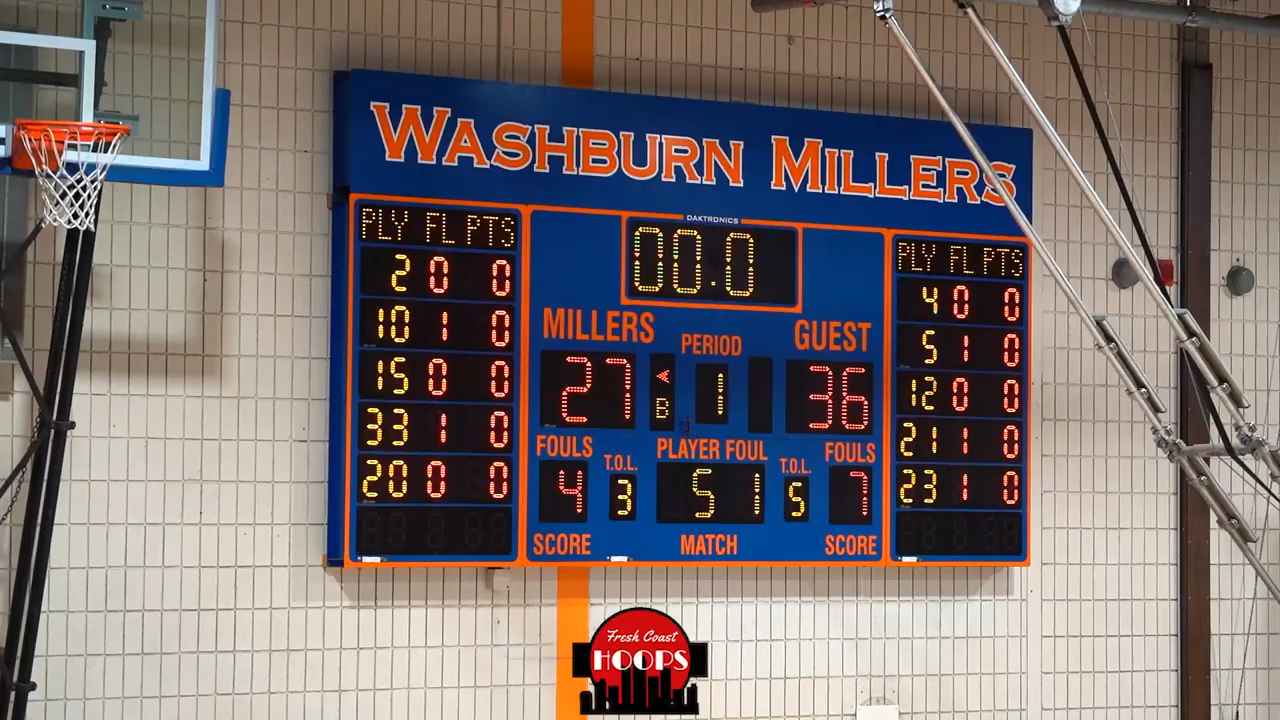 WASHBURN MILLERS
DAKTRONICS
PLY FL PTS
2 0 0
10 1 0
15 0 0
33 1 0
20 0 0
00.0
MILLERS
PERIOD
GUEST
27
<
B
1
36
FOULS
T.O.L.
PLAYER FOUL
T.O.L.
FOULS
4
3
5 1
5
7
SCORE
MATCH
SCORE
PLY FL PTS
4 0 0
5 1 0
12 0 0
21 1 0
23 1 0
Fresh Coast
HOOPS